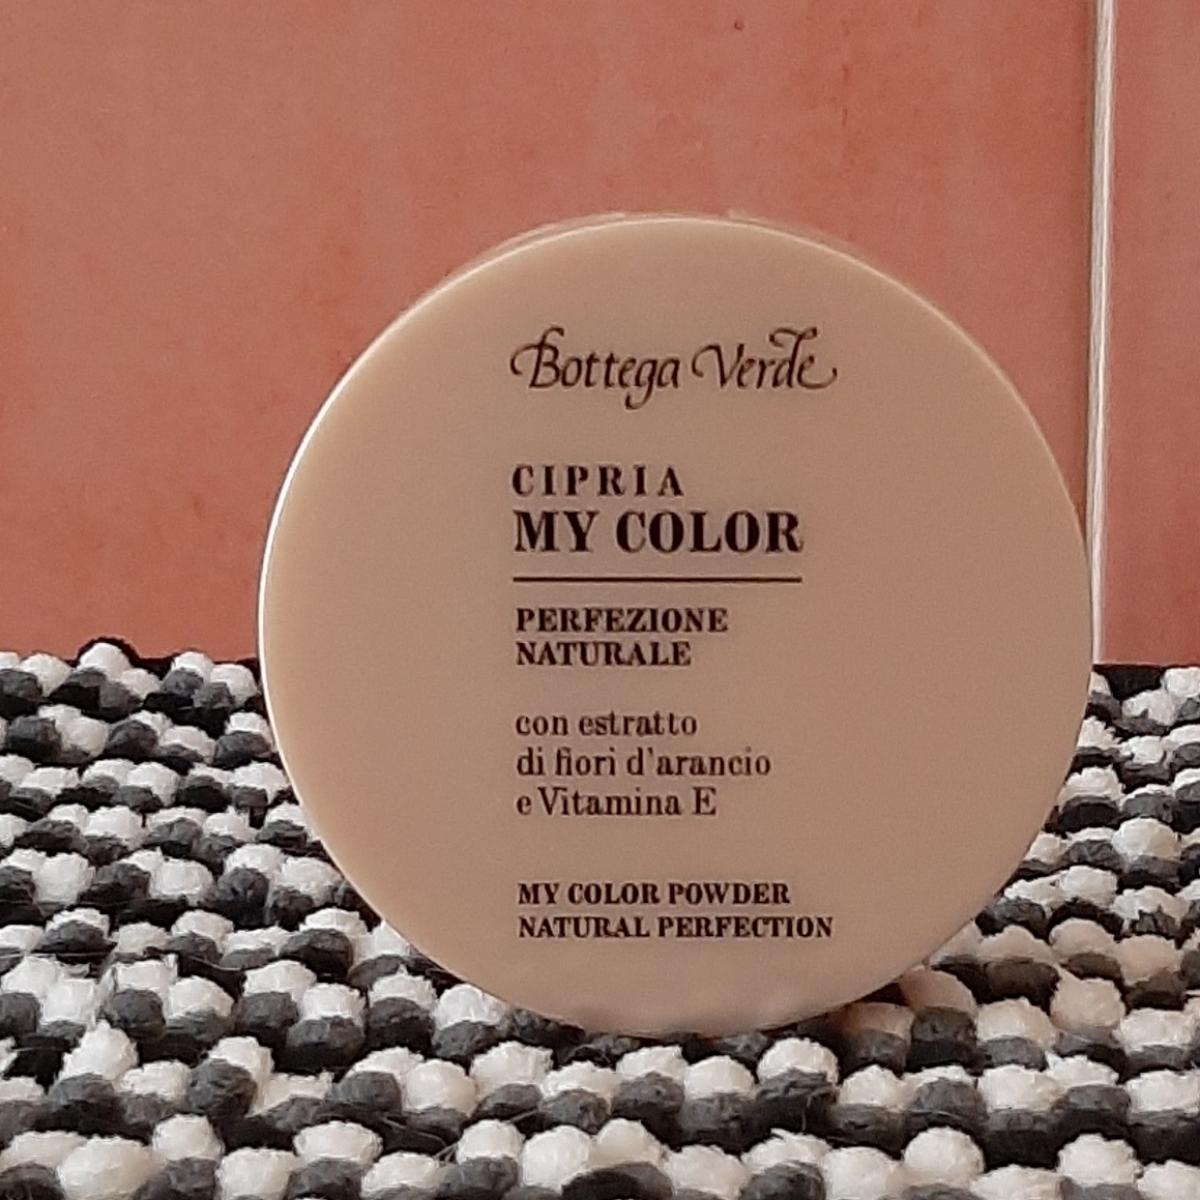 Bottega Verde
CIPRIA
MY COLOR
PERFEZIONE
NATURALE
con estratto
di fiori d'arancio
e Vitamina E
MY COLOR POWDER
NATURAL PERFECTION